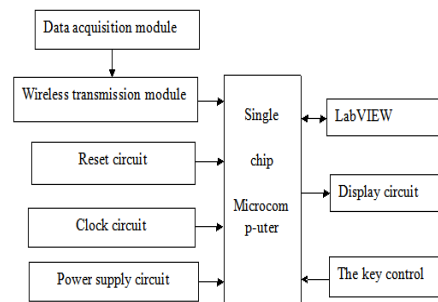 Data acquisition module
Wireless transmission module
Reset circuit
Clock circuit
Power supply circuit
Single
chip
Microcom
p-uter
LabVIEW
Display circuit
The key control